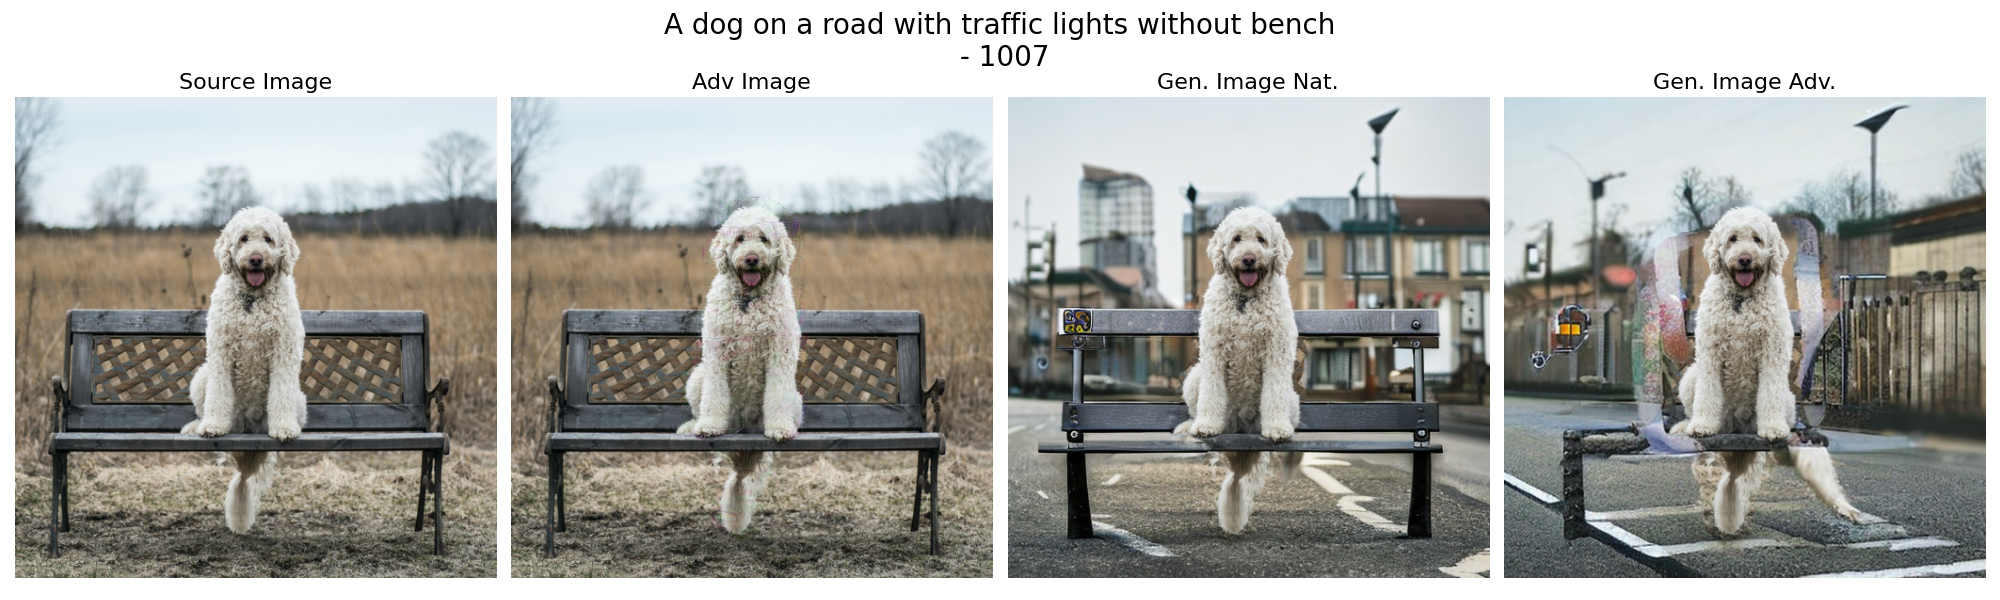 A dog on a road with traffic lights without bench
- 1007
Source Image
Adv Image
Gen. Image Nat.
Gen. Image Adv.